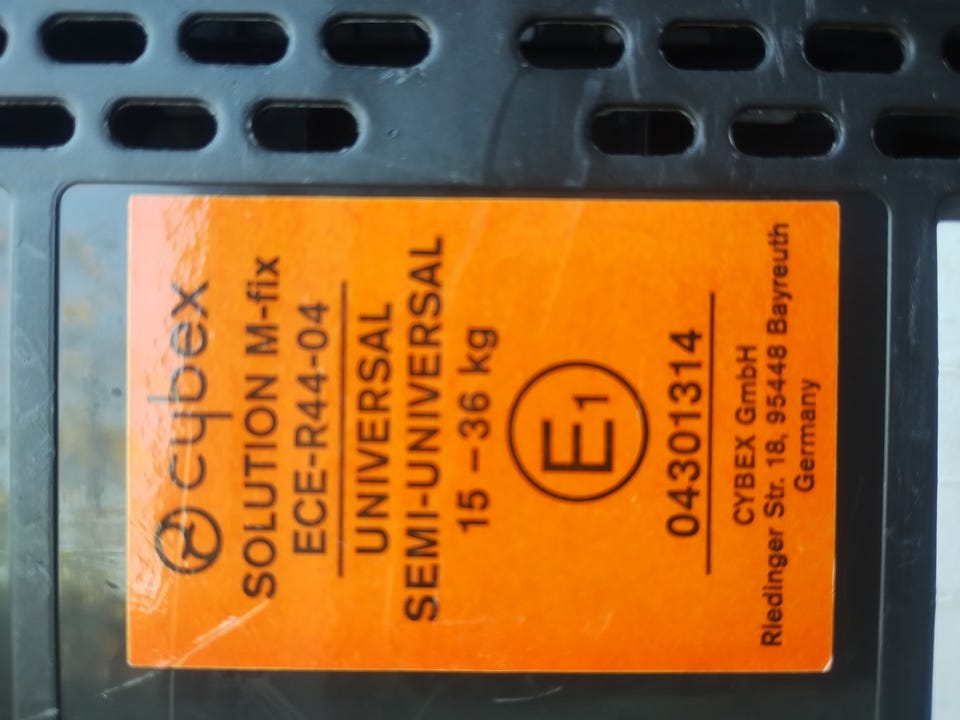 cybex
SOLUTION M-fix
ECE-R44-04
UNIVERSAL
SEMI-UNIVERSAL
15 – 36 kg
E1
04301314
CYBEX GmbH
Riedinger Str. 18, 95448 Bayreuth
Germany